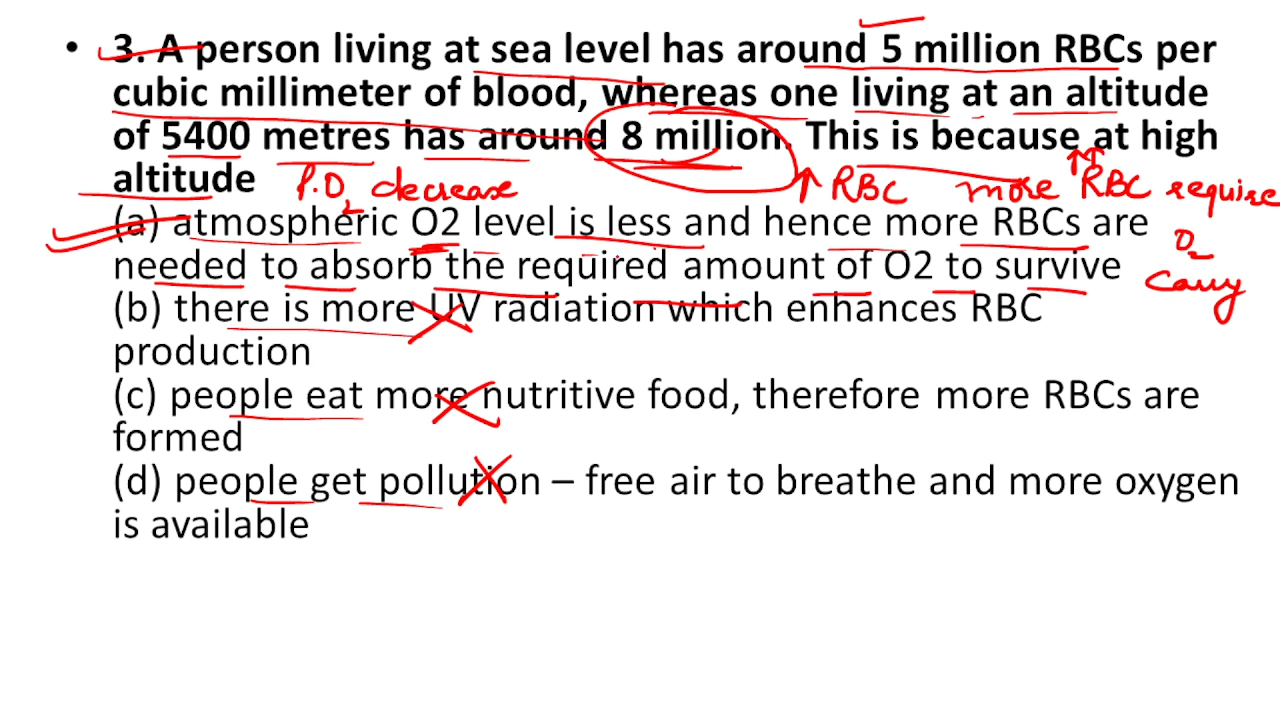 • 3. A person living at sea level has around 5 million RBCs per
cubic millimeter of blood, whereas one living at an altitude
of 5400 metres has around 8 million. This is because at high
altitude P.O2 decrease ↑ RBC more ↑↑ RBC require
(a) atmospheric O2 level is less and hence more RBCs are
O2
needed to absorb the required amount of O2 to survive
carry
(b) there is more UV radiation which enhances RBC
production
(c) people eat more nutritive food, therefore more RBCs are
formed
(d) people get pollution – free air to breathe and more oxygen
is available